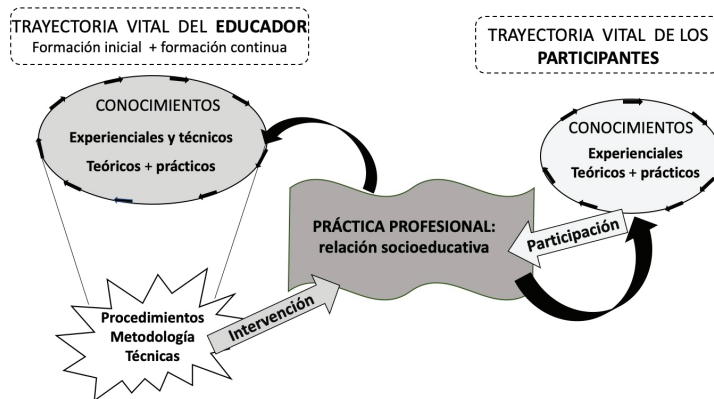 TRAYECTORIA VITAL DEL EDUCADOR
Formación inicial + formación continua
CONOCIMIENTOS
Experienciales y técnicos
Teóricos + prácticos
Procedimientos
Metodología
Técnicas
Intervención
PRÁCTICA PROFESIONAL:
relación socioeducativa
Participación
TRAYECTORIA VITAL DE LOS
PARTICIPANTES
CONOCIMIENTOS
Experienciales
Teóricos + prácticos